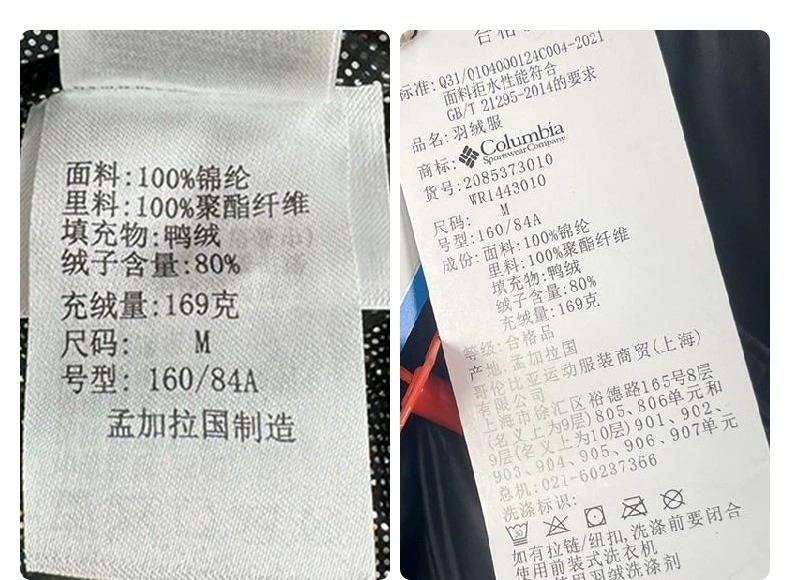 面料:100%锦纶
里料:100%聚酯纤维
填充物:鸭绒
绒子含量:80%
充绒量:169克
尺码: M
号型: 160/84A
孟加拉国制造
标准: Q31/0104000124C004-2021
面料拒水性能符合
GB/T 21295-2014的要求
品名: 羽绒服
商标: Columbia
Sportswear Company
货号: 2085373010
WR1443010
尺码: M
号型: 160/84A
成份: 面料:100%锦纶
里料:100%聚酯纤维
填充物:鸭绒
绒子含量:80%
充绒量:169克
等级: 合格品
产地: 孟加拉国
哥伦比亚运动服装商贸(上海)
有限公司
上海市徐汇区裕德路165号8层
(名义上为9层)805、806单元和
9层(名义上为10层)901、902、
903、904、905、906、907单元
总机: 021-60237366
洗涤标识:
如有拉链/纽扣,洗涤前要闭合
使用前装式洗衣机
用羽绒洗涤剂